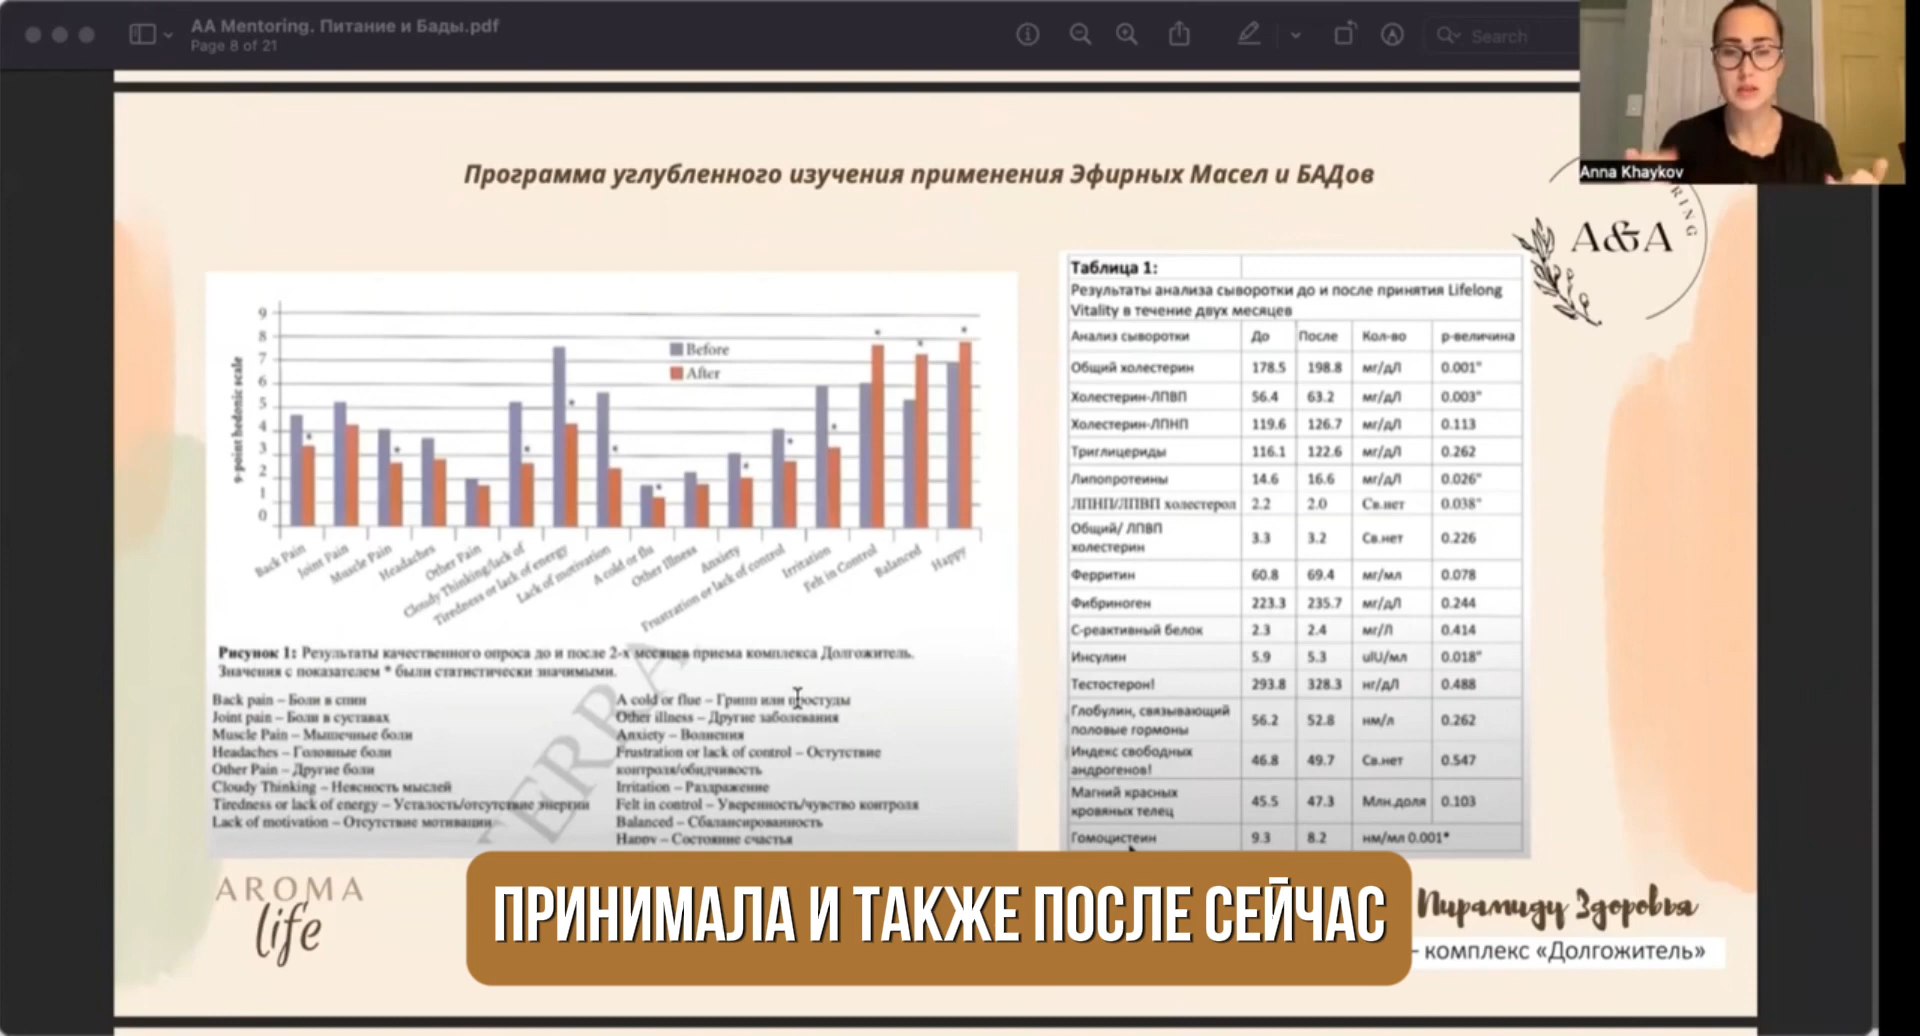 AA Mentoring. Питание и Бады.pdf
Page 8 of 21
Search
Anna Khaykov
Программа углубленного изучения применения Эфирных Масел и БАДов
RING
A&A
9-point hedonic scale
9
8
7
6
5
4
3
2
1
0
Before
After
Back Pain
Joint Pain
Muscle Pain
Headaches
Other Pain
Cloudy Thinking/lack of
Tiredness or lack of energy
Lack of motivation
A cold or flu
Other Illness
Anxiety
Frustration or lack of control
Irritation
Felt in Control
Balanced
Happy
Рисунок 1: Результаты качественного опроса до и после 2-х месяцев приема комплекса Долгожитель.
Значения с показателем * были статистически значимыми.
Back pain – Боли в спин
Joint pain – Боли в суставах
Muscle Pain – Мышечные боли
Headaches – Головные боли
Other Pain – Другие боли
Cloudy Thinking – Неясность мыслей
Tiredness or lack of energy – Усталость/отсутствие энергии
Lack of motivation – Отсутствие мотивации
A cold or flue – Грипп или простуды
Other illness – Другие заболевания
Anxiety – Волнения
Frustration or lack of control – Остутствие
контроля/обидчивость
Irritation – Раздражение
Felt in control – Уверенность/чувство контроля
Balanced – Сбалансированность
Happy – Состояние счастья
TERRA
Таблица 1:
Результаты анализа сыворотки до и после принятия Lifelong
Vitality в течение двух месяцев
Анализ сыворотки До После Кол-во р-величина
Общий холестерин 178.5 198.8 мг/дЛ 0.001"
Холестерин-ЛПВП 56.4 63.2 мг/дЛ 0.003"
Холестерин-ЛПНП 119.6 126.7 мг/дЛ 0.113
Триглицериды 116.1 122.6 мг/дЛ 0.262
Липопротеины 14.6 16.6 мг/дЛ 0.026"
ЛПНП/ЛПВП холестерол 2.2 2.0 Св.нет 0.038"
Общий/ ЛПВП
холестерин 3.3 3.2 Св.нет 0.226
Ферритин 60.8 69.4 мг/мл 0.078
Фибриноген 223.3 235.7 мг/дЛ 0.244
С-реактивный белок 2.3 2.4 мг/Л 0.414
Инсулин 5.9 5.3 uIU/мл 0.018"
Тестостерон! 293.8 328.3 нг/дЛ 0.488
Глобулин, связывающий
половые гормоны 56.2 52.8 нм/л 0.262
Индекс свободных
андрогенов! 46.8 49.7 Св.нет 0.547
Магний красных
кровяных телец 45.5 47.3 Млн.доля 0.103
Гомоцистеин 9.3 8.2 нм/мл 0.001*
AROMA
life
ПРИНИМАЛА И ТАКЖЕ ПОСЛЕ СЕЙЧАС
Пирамиду Здоровья
– комплекс «Долгожитель»